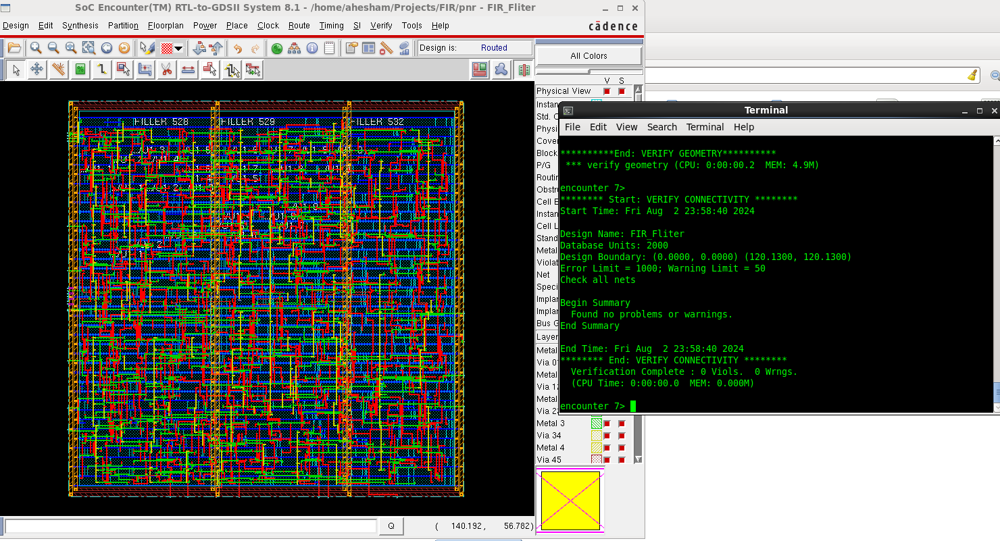 SoC Encounter(TM) RTL-to-GDSII System 8.1 - /home/ahesham/Projects/FIR/pnr - FIR_Fliter
Design Edit Synthesis Partition Floorplan Power Place Clock Route Timing SI Verify Tools Help
cādence
Design is: Routed
All Colors
V S
Physical View
Instan
Std. C
Physi
Cover
Block
P/G
Routin
Obstr
Cell E
Instan
Cell L
Stand
Metal
Violat
Net
Speci
Implan
Implan
Bus G
Layer
Metal
Via 0
Metal
Via 12
Metal
Via 23
Metal 3
Via 34
Metal 4
Via 45
FILLER 528
FILLER 529
FILLER 532
Q
( 140.192, 56.782)
Terminal
File Edit View Search Terminal Help
**********End: VERIFY GEOMETRY**********
*** verify geometry (CPU: 0:00:00.2 MEM: 4.9M)
encounter 7>
******** Start: VERIFY CONNECTIVITY ********
Start Time: Fri Aug 2 23:58:40 2024
Design Name: FIR_Fliter
Database Units: 2000
Design Boundary: (0.0000, 0.0000) (120.1300, 120.1300)
Error Limit = 1000; Warning Limit = 50
Check all nets
Begin Summary
Found no problems or warnings.
End Summary
End Time: Fri Aug 2 23:58:40 2024
******** End: VERIFY CONNECTIVITY ********
Verification Complete : 0 Viols. 0 Wrngs.
(CPU Time: 0:00:00.0 MEM: 0.000M)
encounter 7>